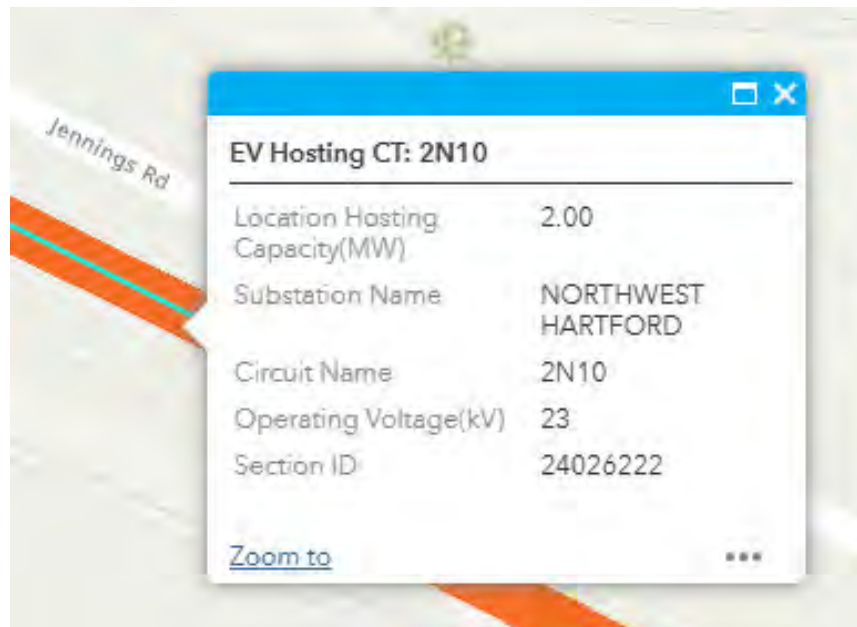 Jennings Rd
EV Hosting CT: 2N10
Location Hosting 2.00
Capacity(MW)
Substation Name NORTHWEST
HARTFORD
Circuit Name 2N10
Operating Voltage(kV) 23
Section ID 24026222
Zoom to